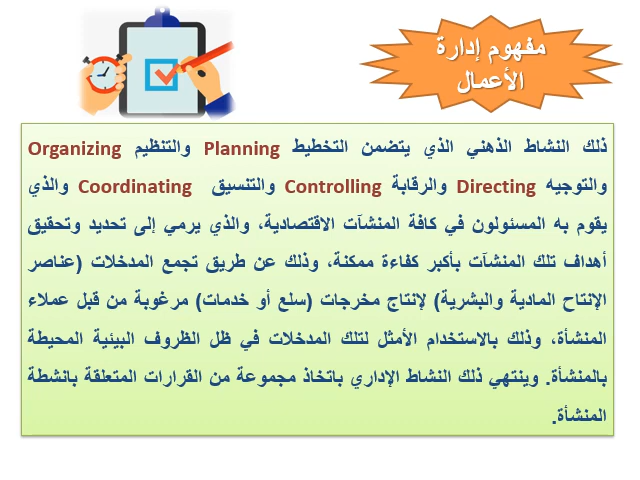 مفهوم إدارة
الأعمال
ذلك النشاط الذهني الذي يتضمن التخطيط Planning والتنظيم Organizing
والتوجيه Directing والرقابة Controlling والتنسيق Coordinating والذي
يقوم به المسئولون في كافة المنشآت الاقتصادية، والذي يرمي إلى تحديد وتحقيق
أهداف تلك المنشآت بأكبر كفاءة ممكنة، وذلك عن طريق تجمع المدخلات (عناصر
الإنتاج المادية والبشرية) لإنتاج مخرجات (سلع أو خدمات) مرغوبة من قبل عملاء
المنشأة، وذلك بالاستخدام الأمثل لتلك المدخلات في ظل الظروف البيئية المحيطة
بالمنشأة. وينتهي ذلك النشاط الإداري باتخاذ مجموعة من القرارات المتعلقة بانشطة
المنشأة.